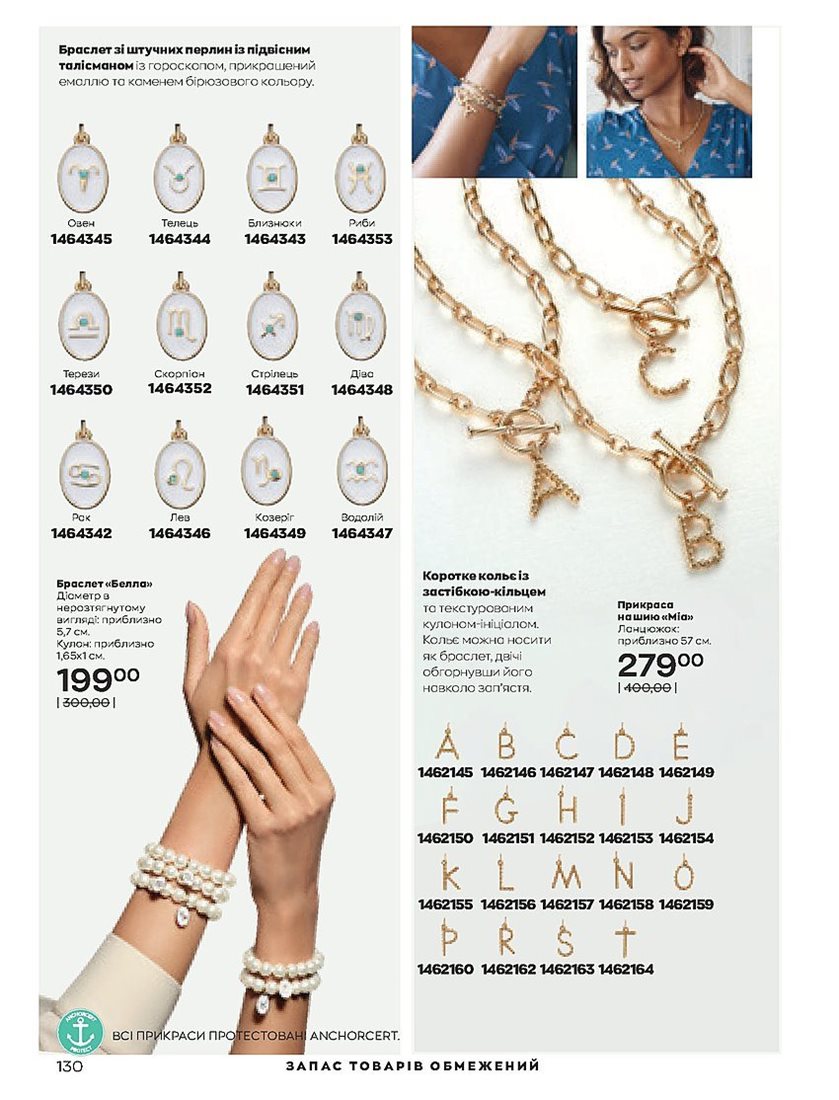 Браслет зі штучних перлин із підвісним
талісманом із гороскопом, прикрашений
емаллю та каменем бірюзового кольору.
Овен Телець Близнюки Риби
1464345 1464344 1464343 1464353
Терези Скорпіон Стрілець Діва
1464350 1464352 1464351 1464348
Рак Лев Козеріг Водолій
1464342 1464346 1464349 1464347
Браслет «Белла»
Діаметр в
нерозтягнутому
вигляді: приблизно
5,7 см.
Кулон: приблизно
1,65х1 см.
199⁰⁰
| 300,00 |
ANCHORCERT
PROTECT
ВСІ ПРИКРАСИ ПРОТЕСТОВАНІ ANCHORCERT.
C
A
B
Коротке кольє із
застібкою-кільцем
та текстурованим
кулоном-ініціалом.
Кольє можна носити
як браслет, двічі
обгорнувши його
навколо зап’ястя.
Прикраса
на шию «Міа»
Ланцюжок:
приблизно 57 см.
279⁰⁰
| 400,00 |
A B C D E
1462145 1462146 1462147 1462148 1462149
F G H I J
1462150 1462151 1462152 1462153 1462154
K L M N O
1462155 1462156 1462157 1462158 1462159
P R S T
1462160 1462162 1462163 1462164
130
ЗАПАС ТОВАРІВ ОБМЕЖЕНИЙ